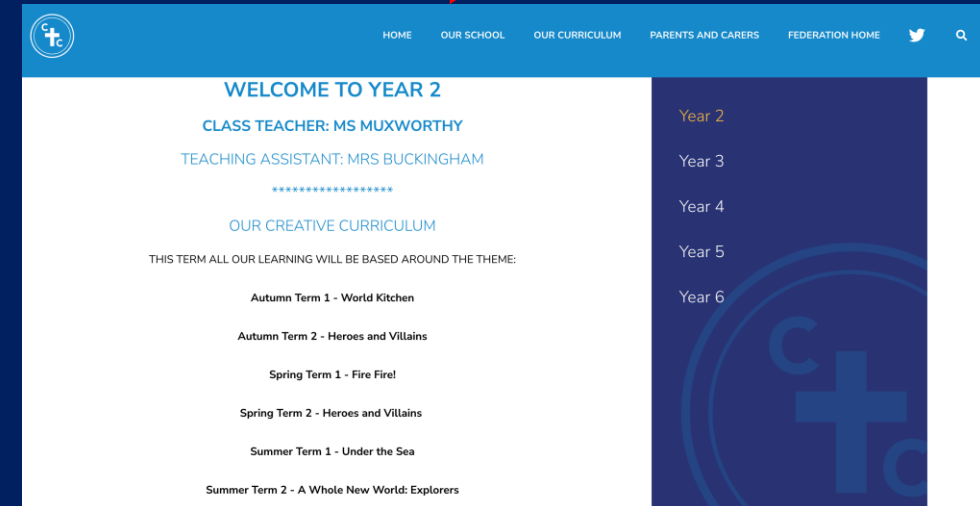 C
C
HOME OUR SCHOOL OUR CURRICULUM PARENTS AND CARERS FEDERATION HOME
WELCOME TO YEAR 2
CLASS TEACHER: MS MUXWORTHY
TEACHING ASSISTANT: MRS BUCKINGHAM
******************
OUR CREATIVE CURRICULUM
THIS TERM ALL OUR LEARNING WILL BE BASED AROUND THE THEME:
Autumn Term 1 - World Kitchen
Autumn Term 2 - Heroes and Villains
Spring Term 1 - Fire Fire!
Spring Term 2 - Heroes and Villains
Summer Term 1 - Under the Sea
Summer Term 2 - A Whole New World: Explorers
Year 2
Year 3
Year 4
Year 5
Year 6
C
C